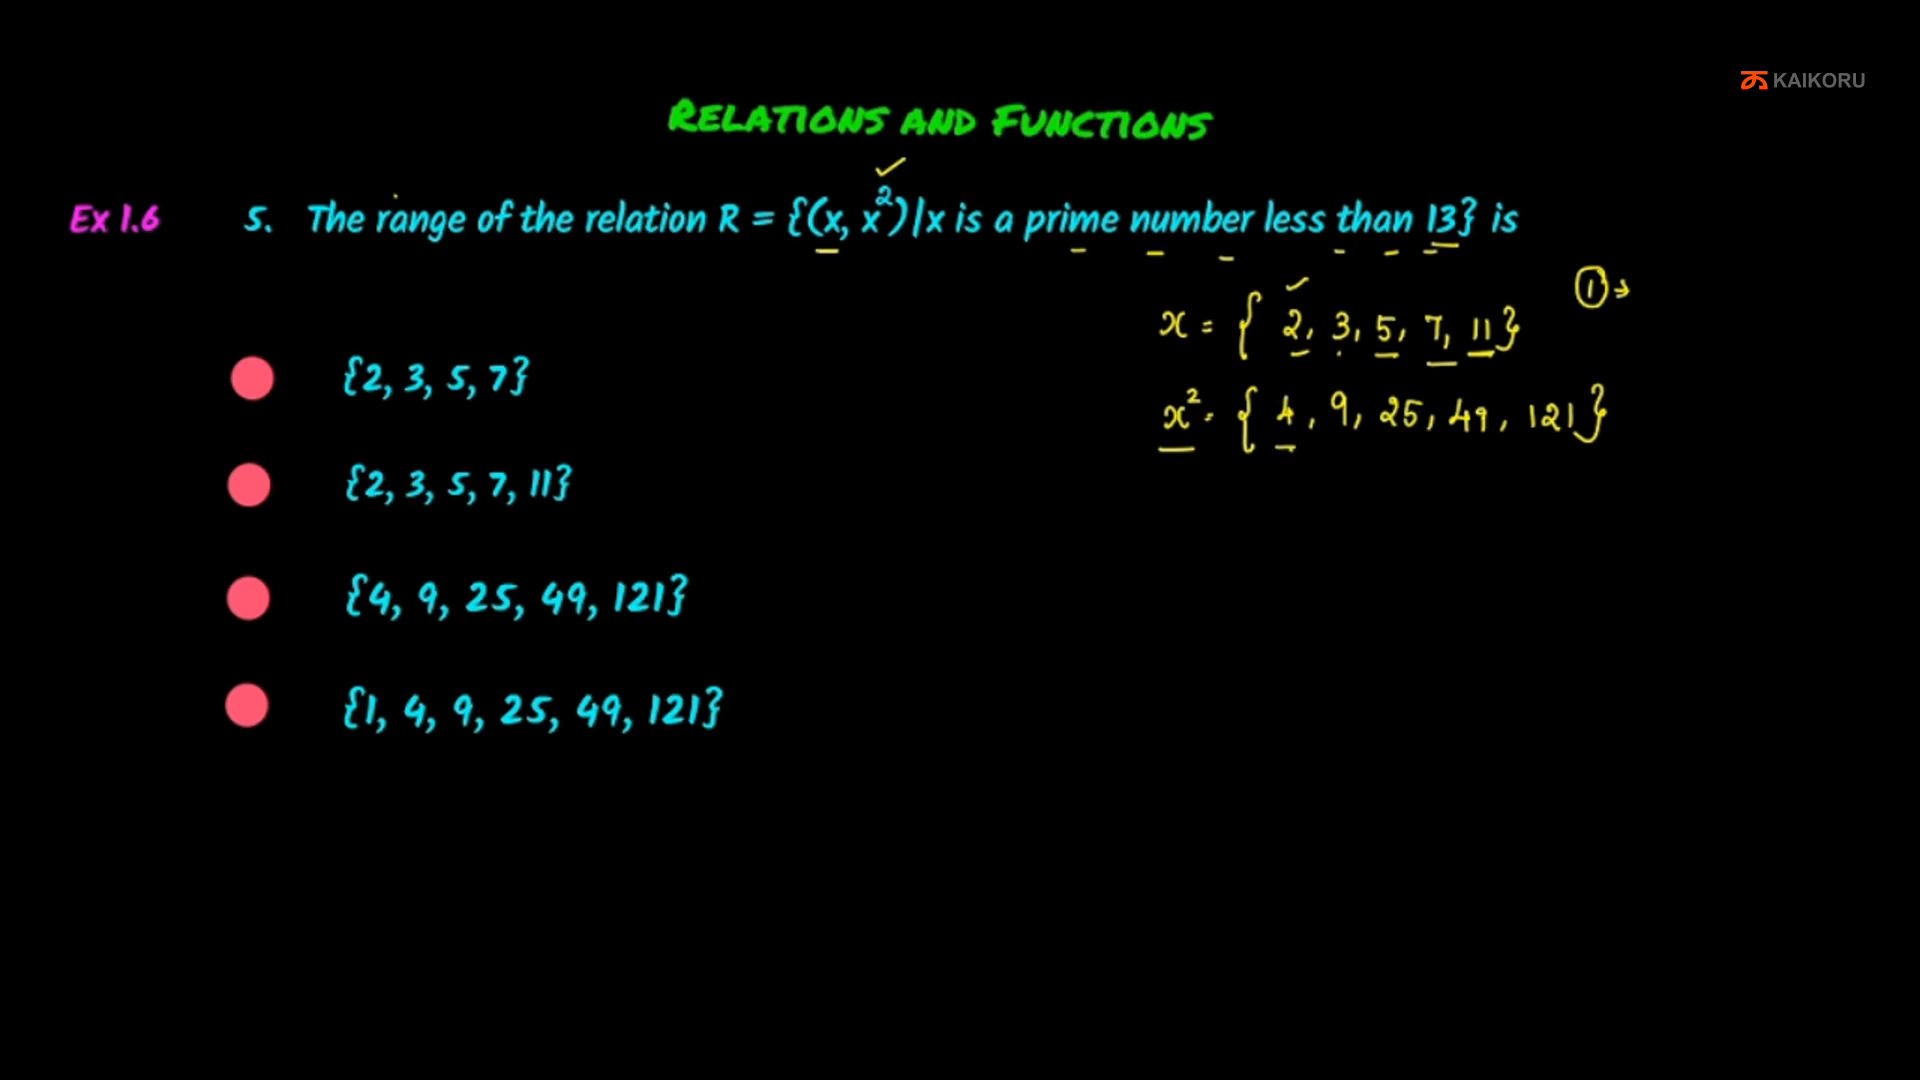 KAIKORU
RELATIONS AND FUNCTIONS
Ex 1.6 5. The range of the relation R = {(x, x²)|x is a prime number less than 13} is
x = { 2, 3, 5, 7, 11}
① →
x² = { 4, 9, 25, 49, 121}
{2, 3, 5, 7}
{2, 3, 5, 7, 11}
{4, 9, 25, 49, 121}
{1, 4, 9, 25, 49, 121}